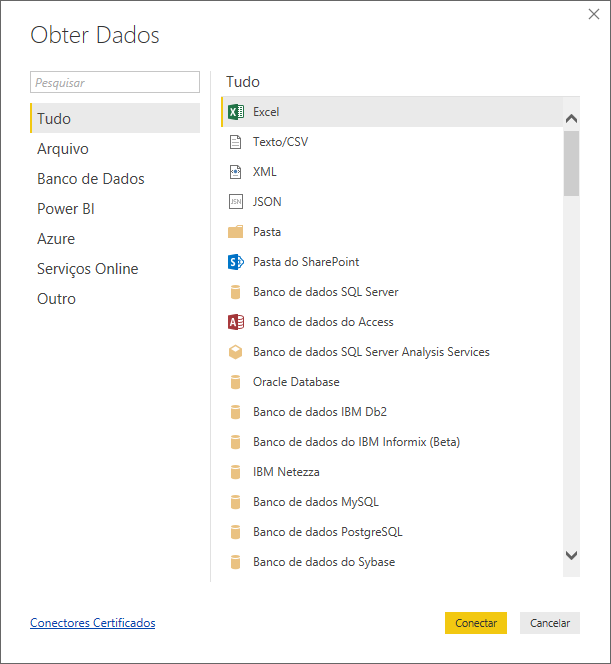 Obter Dados
Pesquisar
Tudo
Arquivo
Banco de Dados
Power BI
Azure
Serviços Online
Outro
Tudo
Excel
Texto/CSV
XML
JSON
Pasta
Pasta do SharePoint
Banco de dados SQL Server
Banco de dados do Access
Banco de dados SQL Server Analysis Services
Oracle Database
Banco de dados IBM Db2
Banco de dados do IBM Informix (Beta)
IBM Netezza
Banco de dados MySQL
Banco de dados PostgreSQL
Banco de dados do Sybase
Conectores Certificados
Conectar
Cancelar